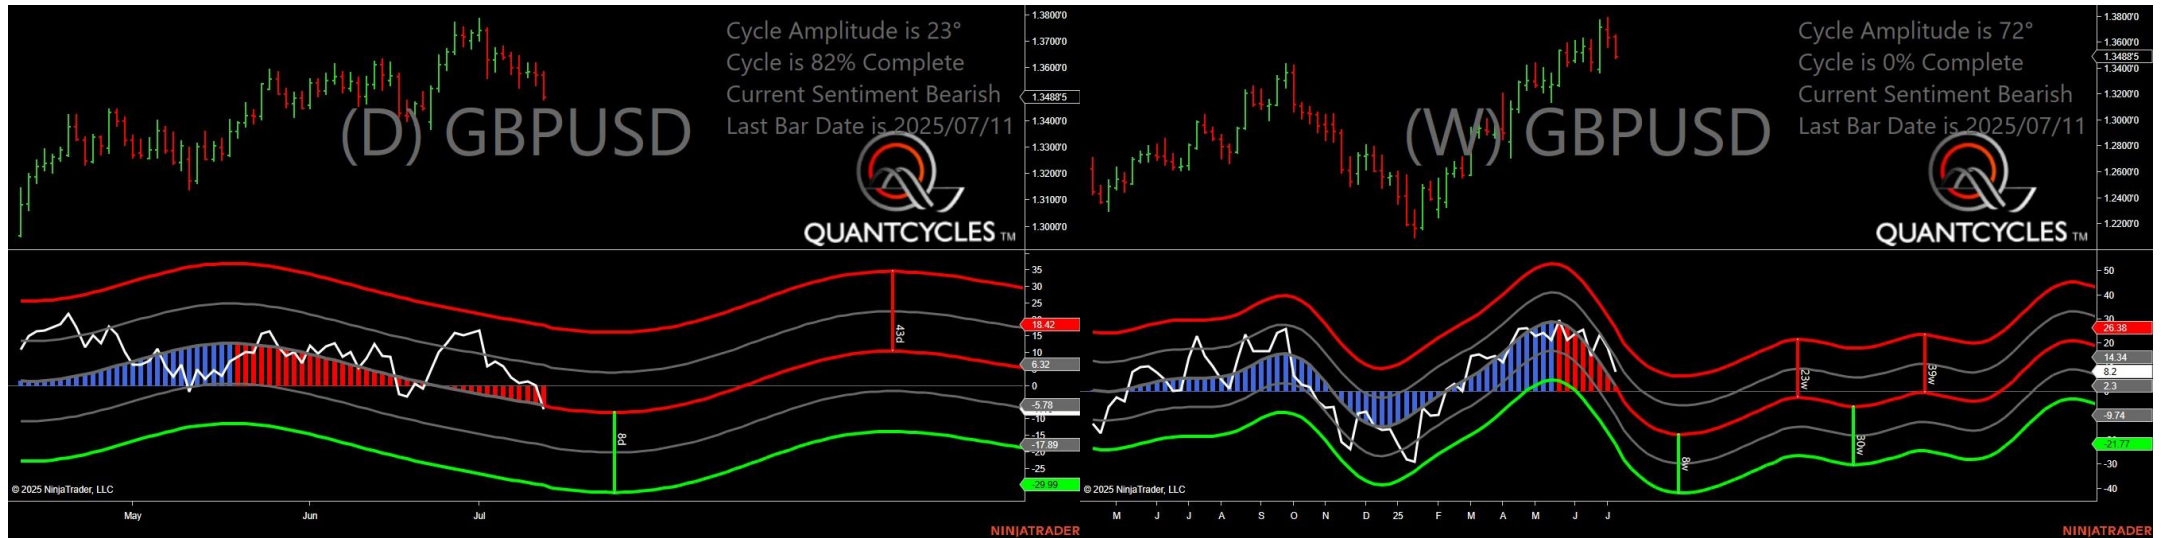 Cycle Amplitude is 23°
Cycle is 82% Complete
Current Sentiment Bearish
Last Bar Date is 2025/07/11
(D) GBPUSD
QUANTCYCLES TM
1.3800'0
1.3700'0
1.3600'0
1.3488'5
1.3400'0
1.3300'0
1.3200'0
1.3100'0
1.3000'0
35
30
25
18.42
15
10
6.32
0
-5.78
-10
-15
-17.89
-20
-25
-29.99
43d
8d
© 2025 NinjaTrader, LLC
May Jun Jul
NINJATRADER
Cycle Amplitude is 72°
Cycle is 0% Complete
Current Sentiment Bearish
Last Bar Date is 2025/07/11
(W) GBPUSD
QUANTCYCLES TM
1.3800'0
1.3600'0
1.3488'5
1.3200'0
1.3000'0
1.2800'0
1.2600'0
1.2400'0
1.2200'0
50
40
30
26.38
20
14.34
8.2
2.3
0
-9.74
-21.77
-30
-40
23w
39w
8w
30w
© 2025 NinjaTrader, LLC
M J J A S O N D 25 F M A M J J
NINJATRADER